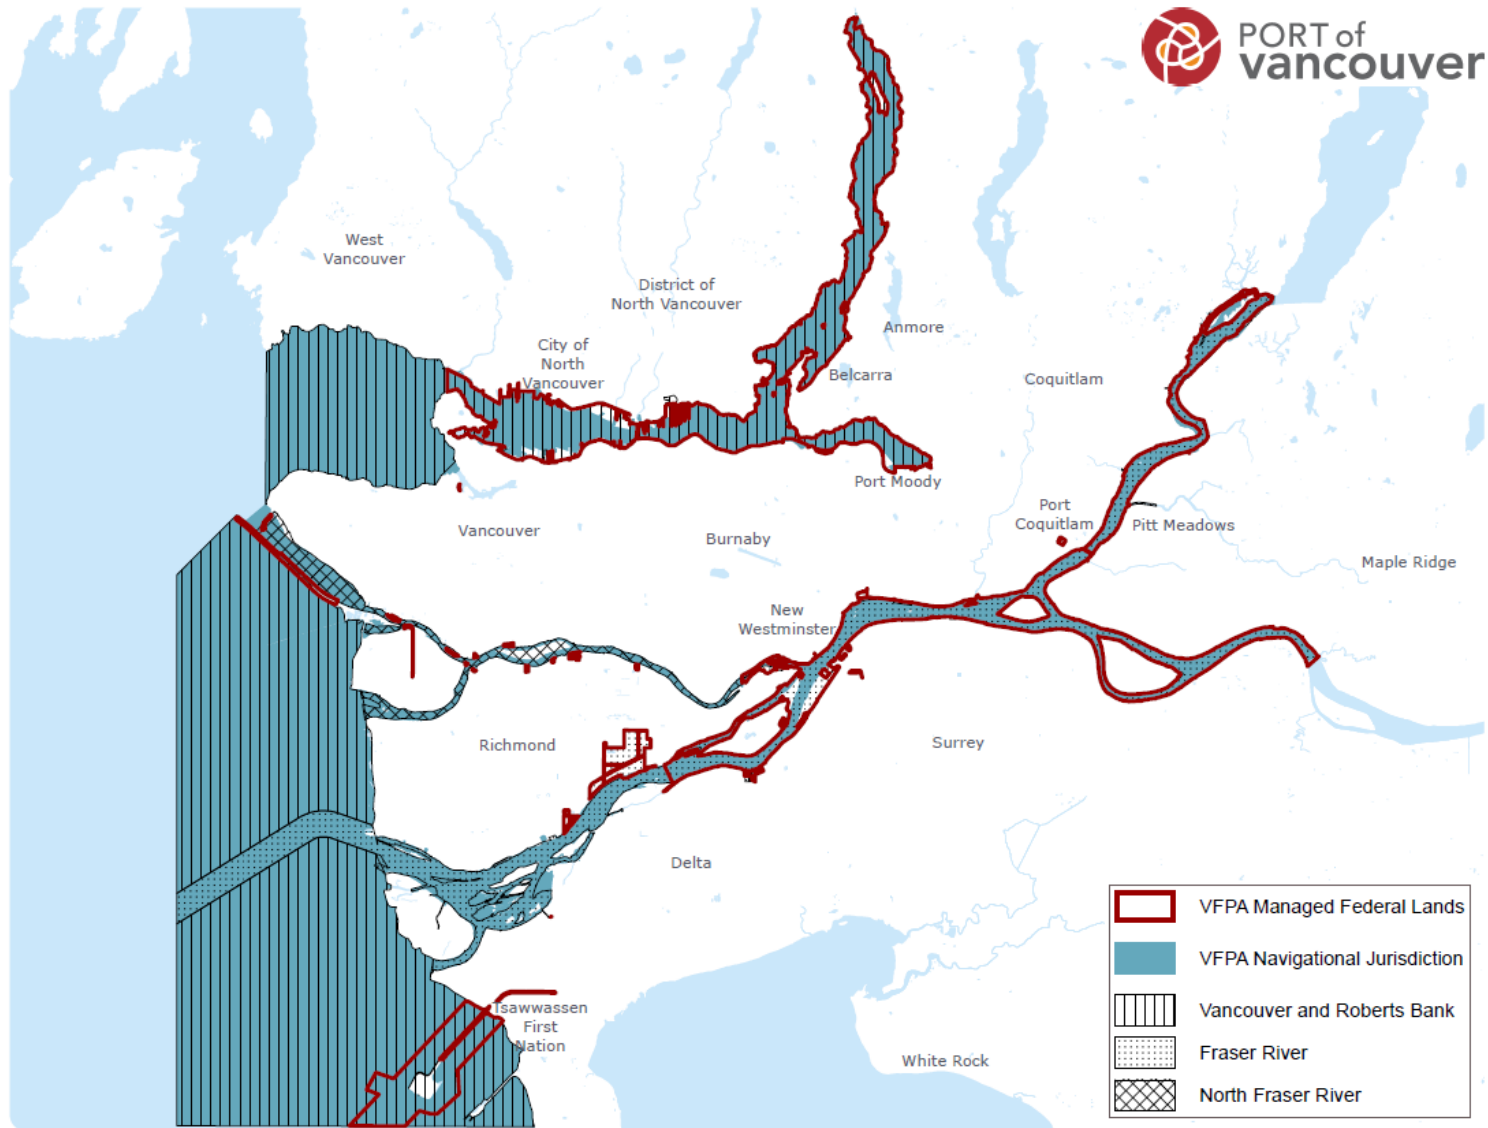 PORT of
vancouver
West
Vancouver
District of
North Vancouver
Anmore
City of
North
Vancouver
Belcarra
Coquitlam
Port Moody
Port
Coquitlam
Pitt Meadows
Vancouver
Burnaby
Maple Ridge
New
Westminster
Richmond
Surrey
Delta
VFPA Managed Federal Lands
VFPA Navigational Jurisdiction
Vancouver and Roberts Bank
Fraser River
North Fraser River
Tsawwassen
First
Nation
White Rock